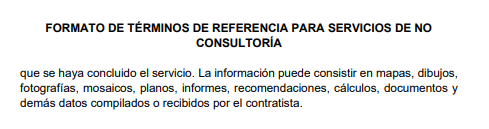 FORMATO DE TÉRMINOS DE REFERENCIA PARA SERVICIOS DE NO
CONSULTORÍA
que se haya concluido el servicio. La información puede consistir en mapas, dibujos,
fotografías, mosaicos, planos, informes, recomendaciones, cálculos, documentos y
demás datos compilados o recibidos por el contratista.